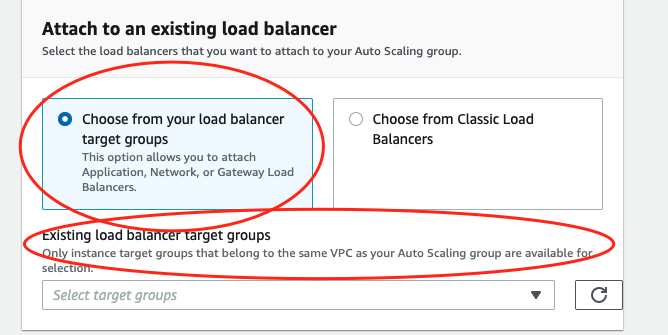 Attach to an existing load balancer
Select the load balancers that you want to attach to your Auto Scaling group.
Choose from your load balancer
target groups
This option allows you to attach
Application, Network, or Gateway Load
Balancers.
Choose from Classic Load
Balancers
Existing load balancer target groups
Only instance target groups that belong to the same VPC as your Auto Scaling group are available for
selection.
Select target groups